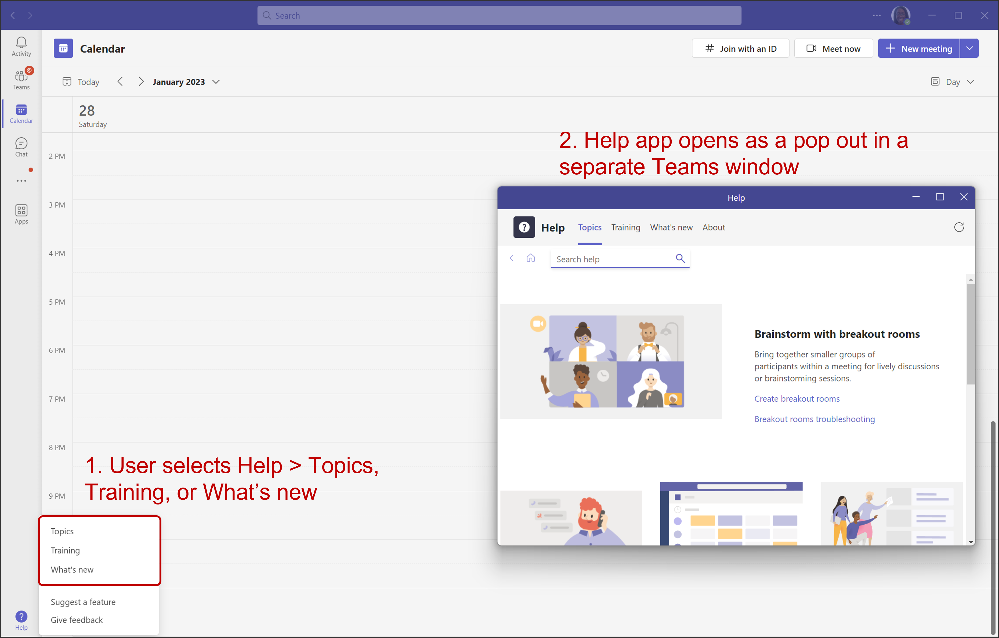 Search
Activity
@
Teams
Calendar
Chat
Apps
Help
Calendar
# Join with an ID
Meet now
+ New meeting
Today
January 2023
Day
28
Saturday
2 PM
3 PM
4 PM
5 PM
6 PM
7 PM
8 PM
9 PM
2. Help app opens as a pop out in a
separate Teams window
Help
? Help Topics Training What's new About
Search help
Brainstorm with breakout rooms
Bring together smaller groups of
participants within a meeting for lively discussions
or brainstorming sessions.
Create breakout rooms
Breakout rooms troubleshooting
1. User selects Help > Topics,
Training, or What’s new
Topics
Training
What's new
Suggest a feature
Give feedback